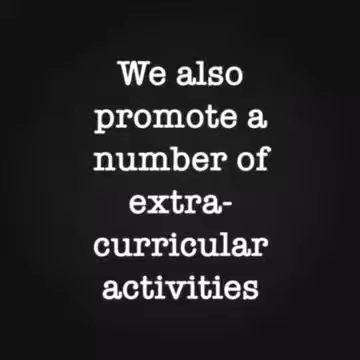 We also
promote a
number of
extra-
curricular
activities